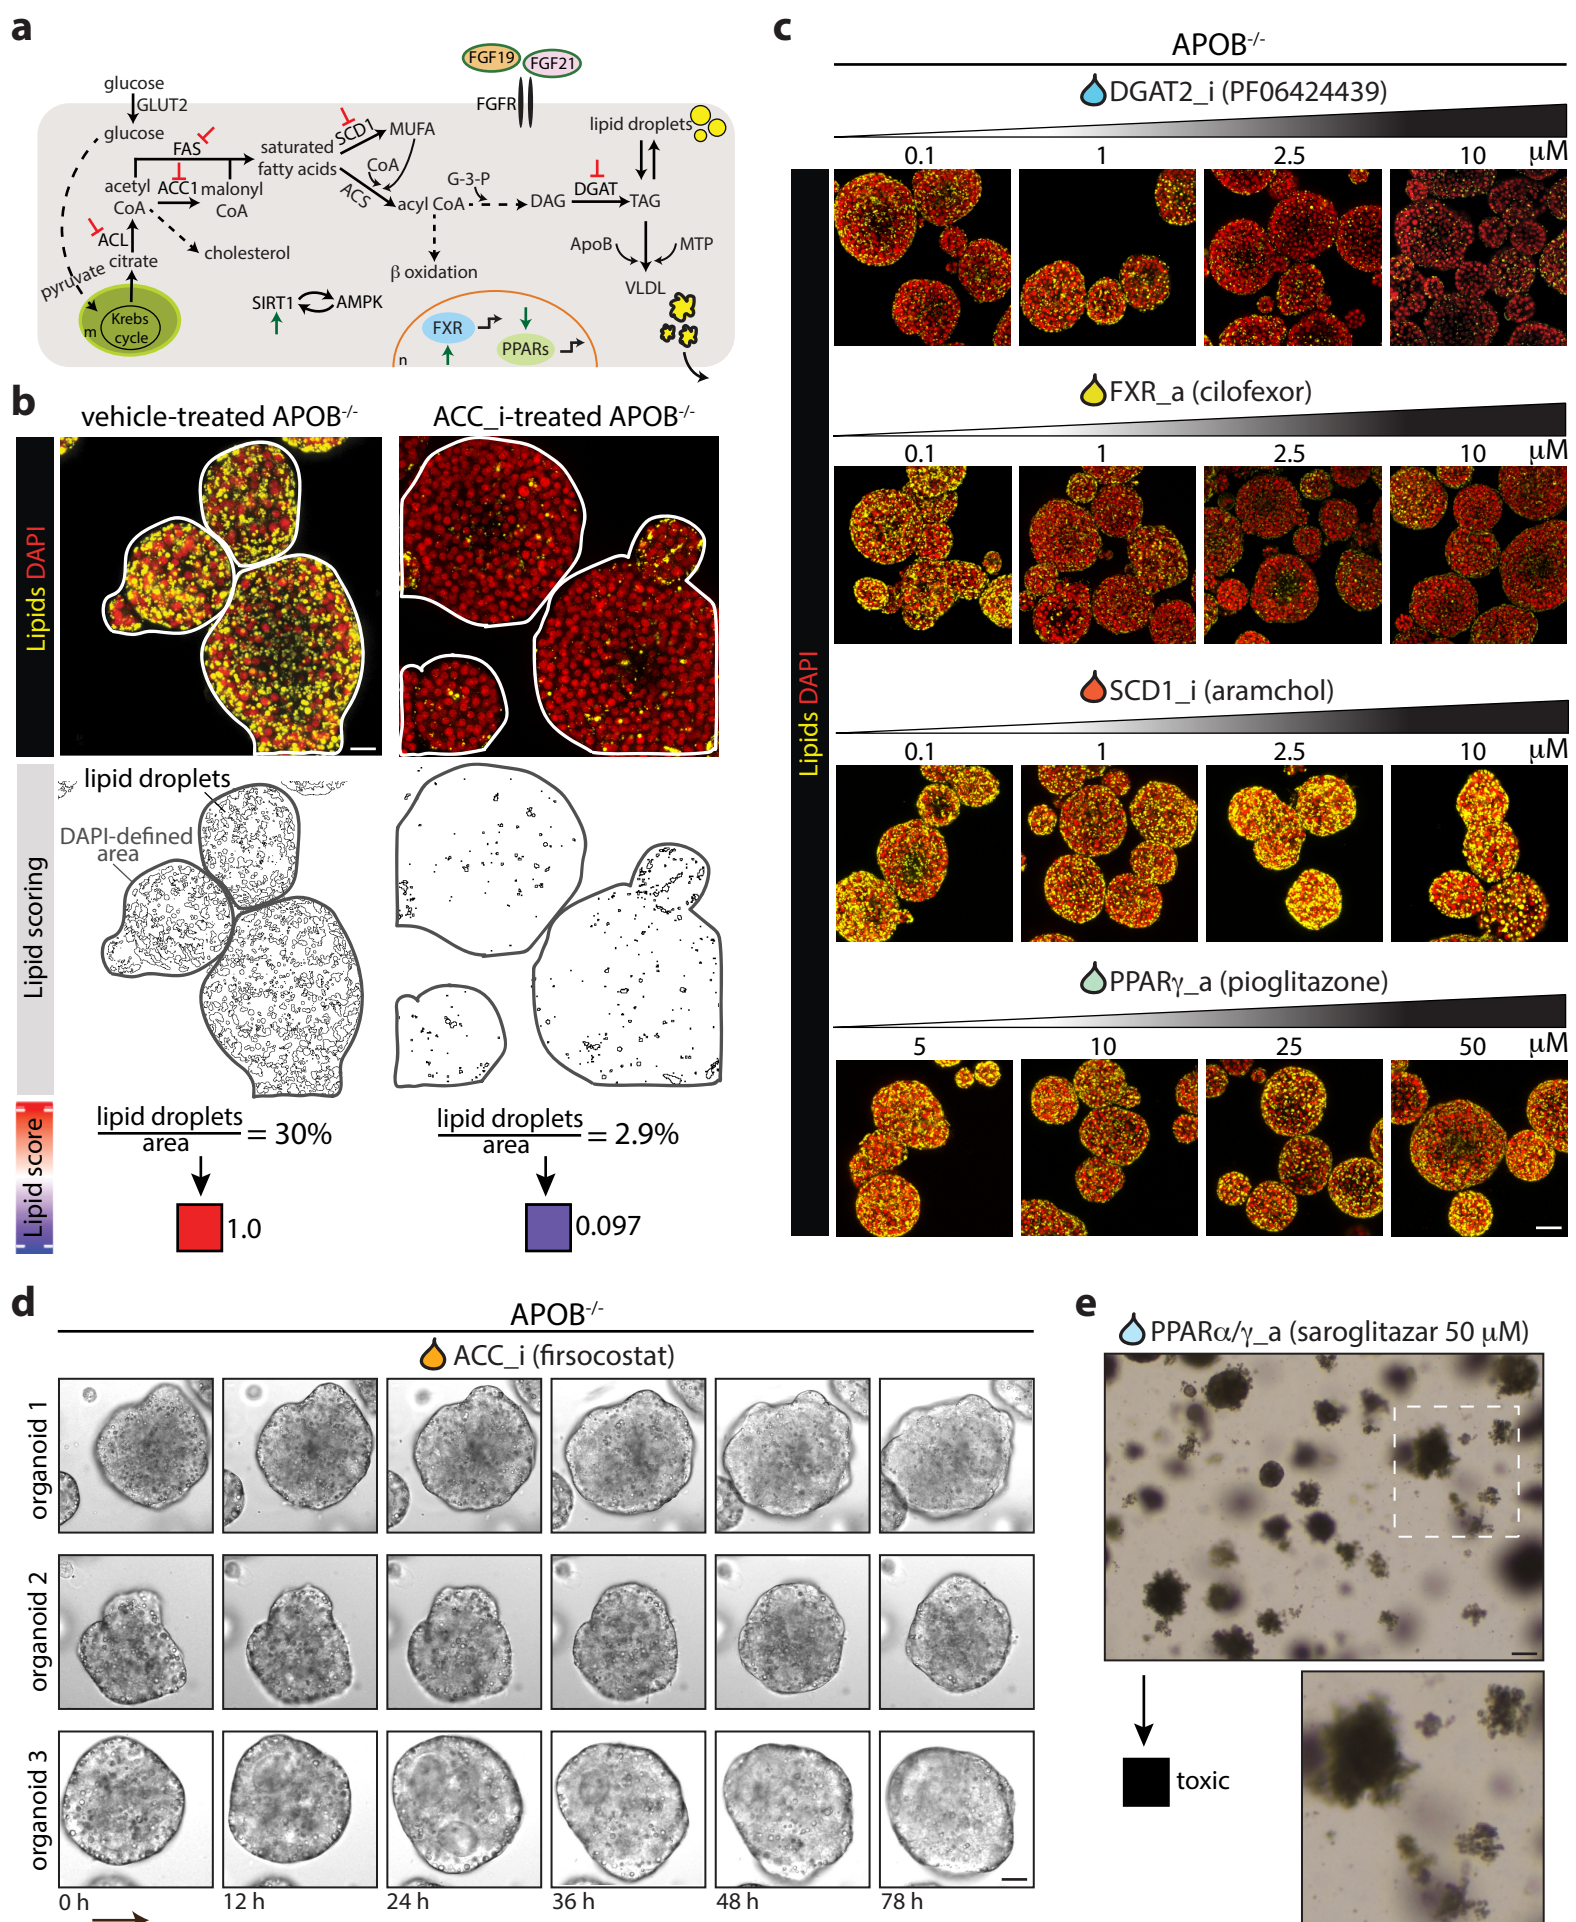 a
glucose
GLUT2
glucose
FAS
acetyl
CoA
ACC1
malonyl
CoA
ACL
citrate
cholesterol
pyruvate
m
Krebs
cycle
saturated
fatty acids
SCD1
MUFA
CoA
ACS
acyl CoA
G-3-P
DAG
DGAT
TAG
lipid droplets
FGF19
FGF21
FGFR
β oxidation
ApoB
MTP
VLDL
SIRT1
AMPK
FXR
PPARs
n
b
vehicle-treated APOB-/-
ACC_i-treated APOB-/-
Lipids DAPI
Lipid scoring
lipid droplets
DAPI-defined
area
Lipid score
lipid droplets
area
= 30%
1.0
lipid droplets
area
= 2.9%
0.097
c
APOB-/-
DGAT2_i (PF06424439)
0.1 1 2.5 10 μM
FXR_a (cilofexor)
0.1 1 2.5 10 μM
SCD1_i (aramchol)
0.1 1 2.5 10 μM
PPARγ_a (pioglitazone)
5 10 25 50 μM
Lipids DAPI
d
APOB-/-
ACC_i (firsocostat)
organoid 1
organoid 2
organoid 3
0 h 12 h 24 h 36 h 48 h 78 h
e
PPARα/γ_a (saroglitazar 50 μM)
toxic